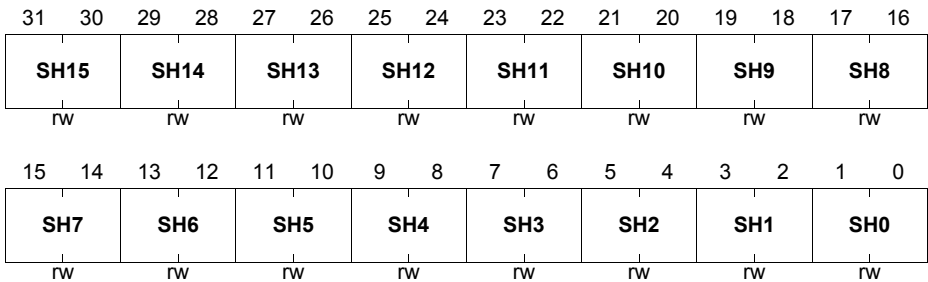 31 30 29 28 27 26 25 24 23 22 21 20 19 18 17 16
SH15 SH14 SH13 SH12 SH11 SH10 SH9 SH8
rw rw rw rw rw rw rw rw
15 14 13 12 11 10 9 8 7 6 5 4 3 2 1 0
SH7 SH6 SH5 SH4 SH3 SH2 SH1 SH0
rw rw rw rw rw rw rw rw